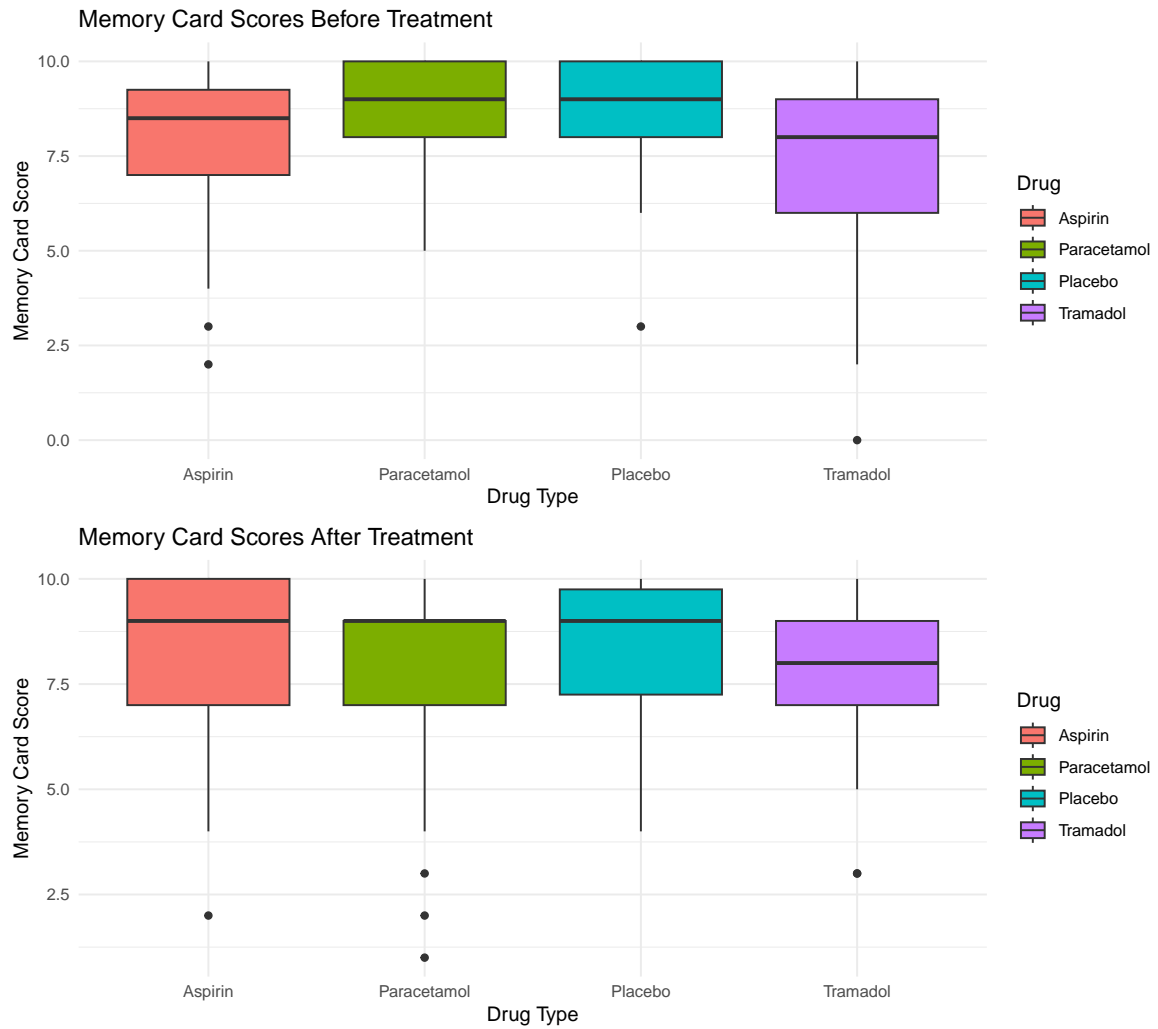 Memory Card Scores Before Treatment
10.0
7.5
5.0
2.5
0.0
Memory Card Score
Aspirin Paracetamol Placebo Tramadol
Drug Type
Drug
Aspirin
Paracetamol
Placebo
Tramadol
Memory Card Scores After Treatment
10.0
7.5
5.0
2.5
Memory Card Score
Aspirin Paracetamol Placebo Tramadol
Drug Type
Drug
Aspirin
Paracetamol
Placebo
Tramadol